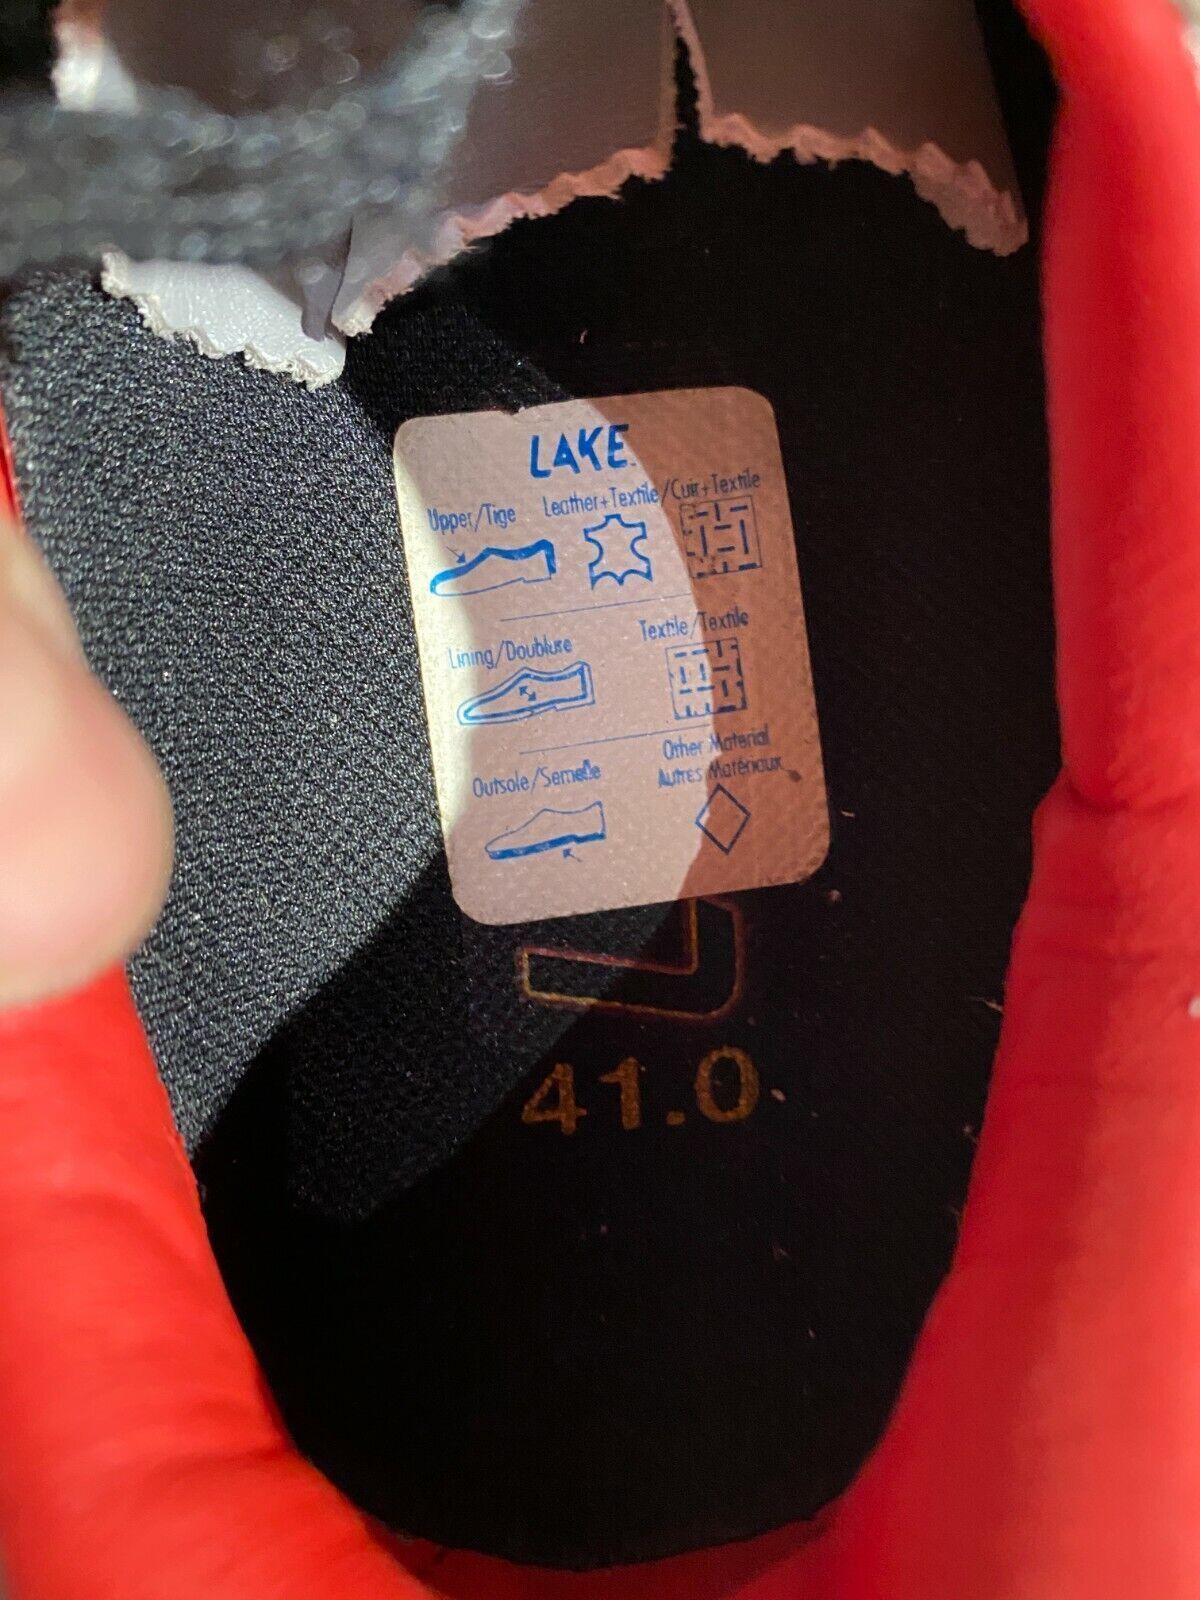 LAKE
Upper/Tige Leather+Textile/Cuir+Textile
Lining/Doublure Textile/Textile
Outsole/Semelle Other Material
Autres Matériaux
41.0